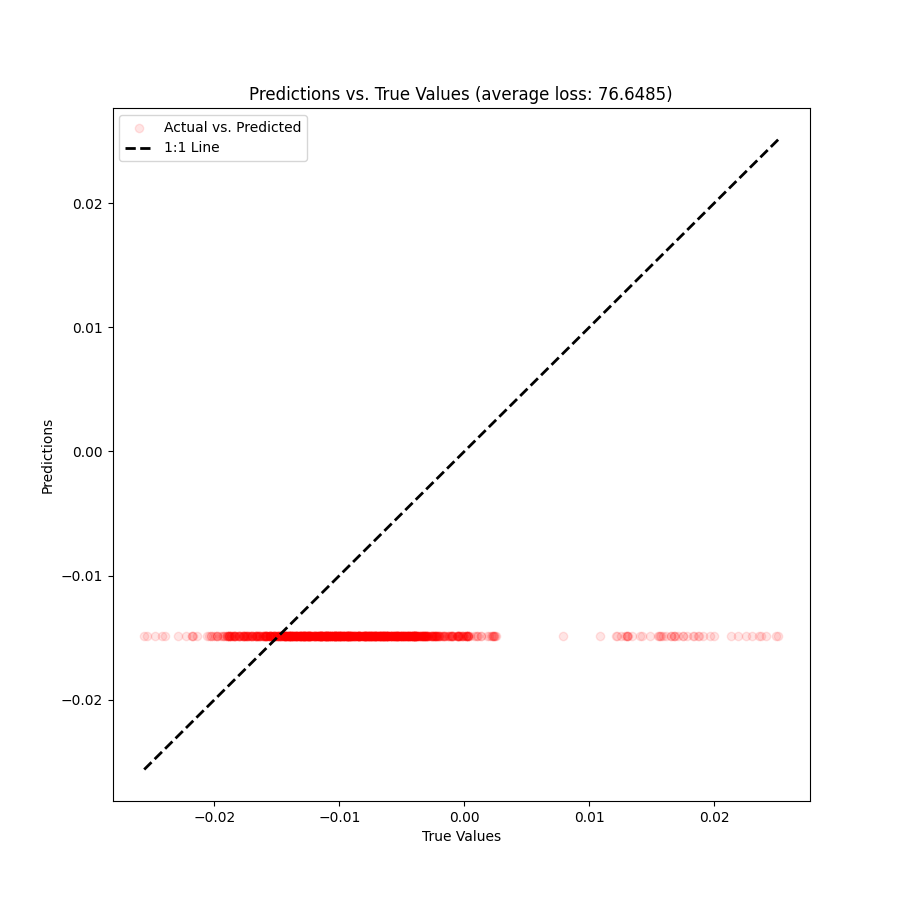 Predictions vs. True Values (average loss: 76.6485)
Actual vs. Predicted
1:1 Line
0.02
0.01
0.00
−0.01
−0.02
Predictions
−0.02
−0.01
0.00
0.01
0.02
True Values